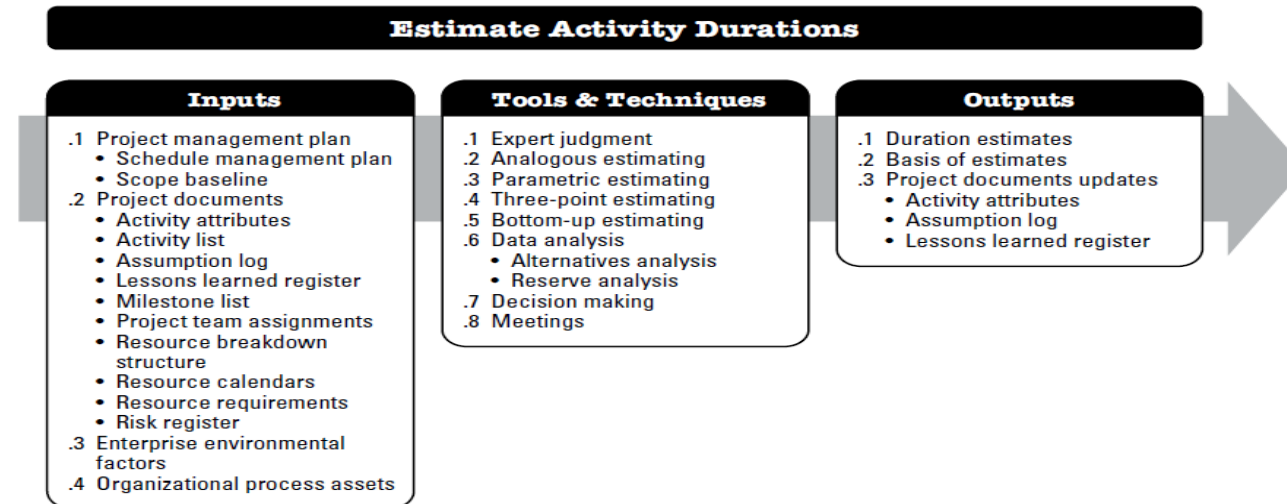 Estimate Activity Durations
Inputs
.1 Project management plan
• Schedule management plan
• Scope baseline
.2 Project documents
• Activity attributes
• Activity list
• Assumption log
• Lessons learned register
• Milestone list
• Project team assignments
• Resource breakdown
structure
• Resource calendars
• Resource requirements
• Risk register
.3 Enterprise environmental
factors
.4 Organizational process assets
Tools & Techniques
.1 Expert judgment
.2 Analogous estimating
.3 Parametric estimating
.4 Three-point estimating
.5 Bottom-up estimating
.6 Data analysis
• Alternatives analysis
• Reserve analysis
.7 Decision making
.8 Meetings
Outputs
.1 Duration estimates
.2 Basis of estimates
.3 Project documents updates
• Activity attributes
• Assumption log
• Lessons learned register